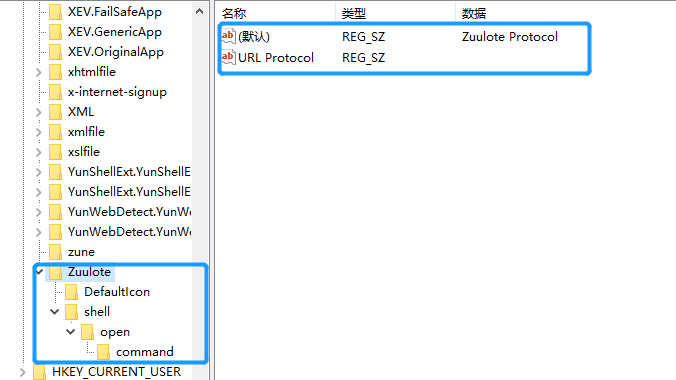 XEV.FailSafeApp
XEV.GenericApp
XEV.OriginalApp
xhtmlfile
x-internet-signup
XML
xmlfile
xslfile
YunShellExt.YunShellE
YunShellExt.YunShellE
YunWebDetect.YunWe
YunWebDetect.YunWe
zune
Zuulote
DefaultIcon
shell
open
command
HKEY_CURRENT_USER
名称 类型 数据
ab (默认) REG_SZ Zuulote Protocol
ab URL Protocol REG_SZ